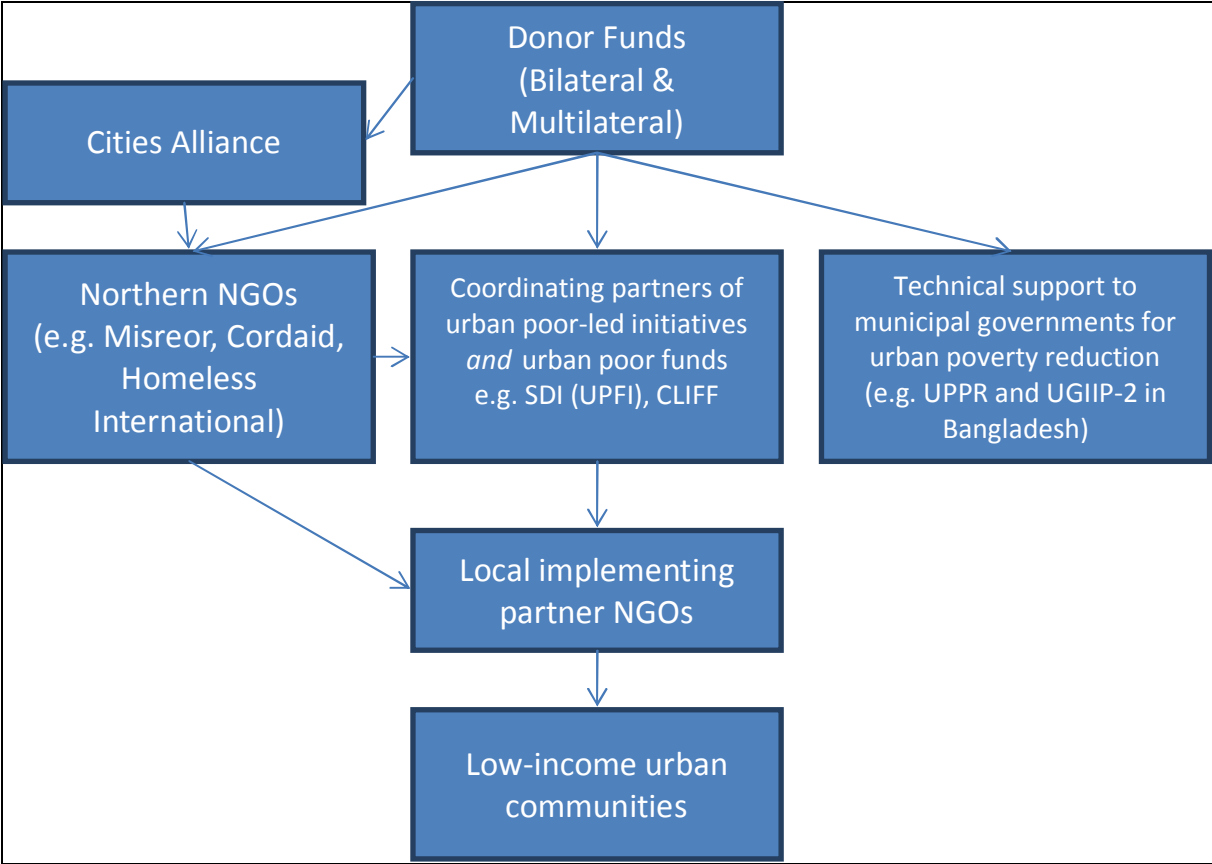 Donor Funds
(Bilateral &
Multilateral)
Cities Alliance
Northern NGOs
(e.g. Misreor, Cordaid,
Homeless
International)
Coordinating partners of
urban poor-led initiatives
and urban poor funds
e.g. SDI (UPFI), CLIFF
Technical support to
municipal governments for
urban poverty reduction
(e.g. UPPR and UGIIP-2 in
Bangladesh)
Local implementing
partner NGOs
Low-income urban
communities